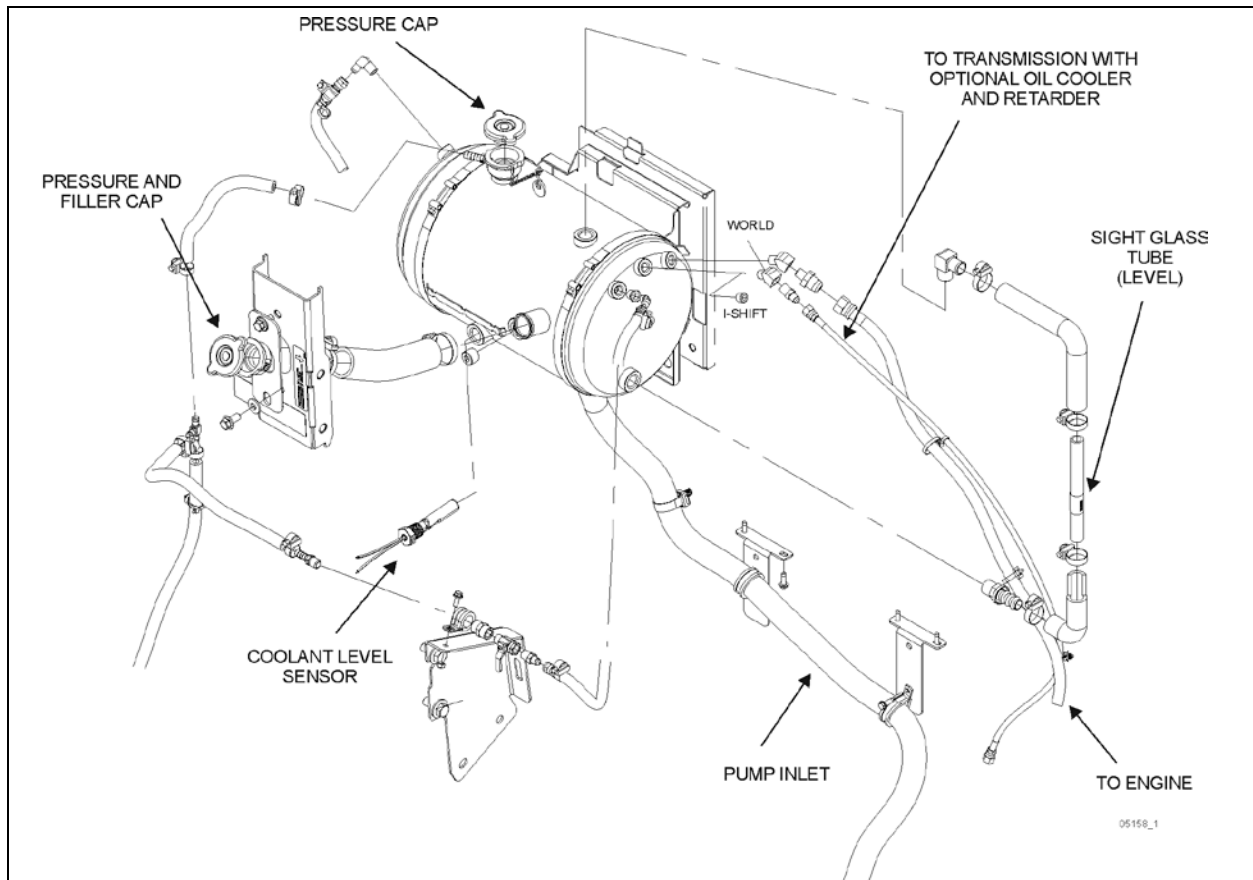 PRESSURE CAP
TO TRANSMISSION WITH
OPTIONAL OIL COOLER
AND RETARDER
PRESSURE AND
FILLER CAP
WORLD
SIGHT GLASS
TUBE
(LEVEL)
I-SHIFT
COOLANT LEVEL
SENSOR
PUMP INLET
TO ENGINE
05158_1